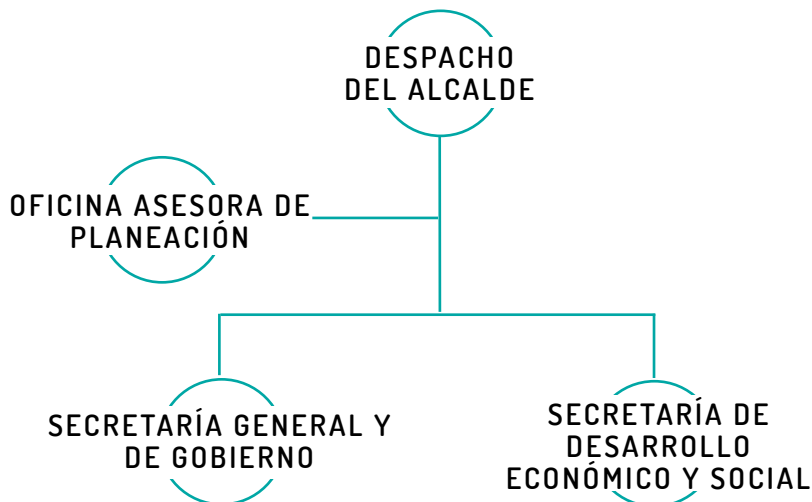 DESPACHO
DEL ALCALDE
OFICINA ASESORA DE
PLANEACIÓN
SECRETARÍA GENERAL Y
DE GOBIERNO
SECRETARÍA DE
DESARROLLO
ECONÓMICO Y SOCIAL